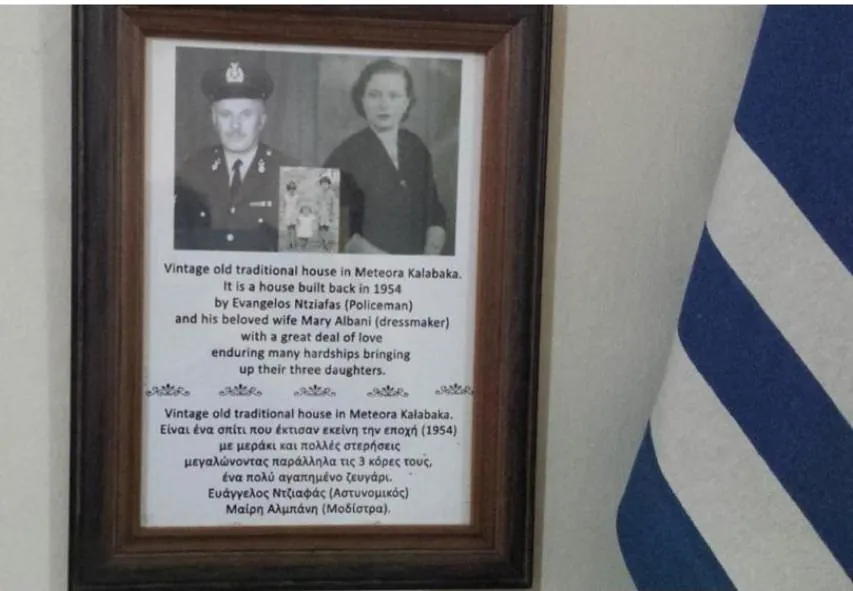 Vintage old traditional house in Meteora Kalabaka.
It is a house built back in 1954
by Evangelos Ntziafas (Policeman)
and his beloved wife Mary Albani (dressmaker)
with a great deal of love
enduring many hardships bringing
up their three daughters.
Vintage old traditional house in Meteora Kalabaka.
Είναι ένα σπίτι που έκτισαν εκείνη την εποχή (1954)
με μεράκι και πολλές στερήσεις
μεγαλώνοντας παράλληλα τις 3 κόρες τους,
ένα πολύ αγαπημένο ζευγάρι.
Ευάγγελος Ντζιαφάς (Αστυνομικός)
Μαίρη Αλμπάνη (Μοδίστρα).